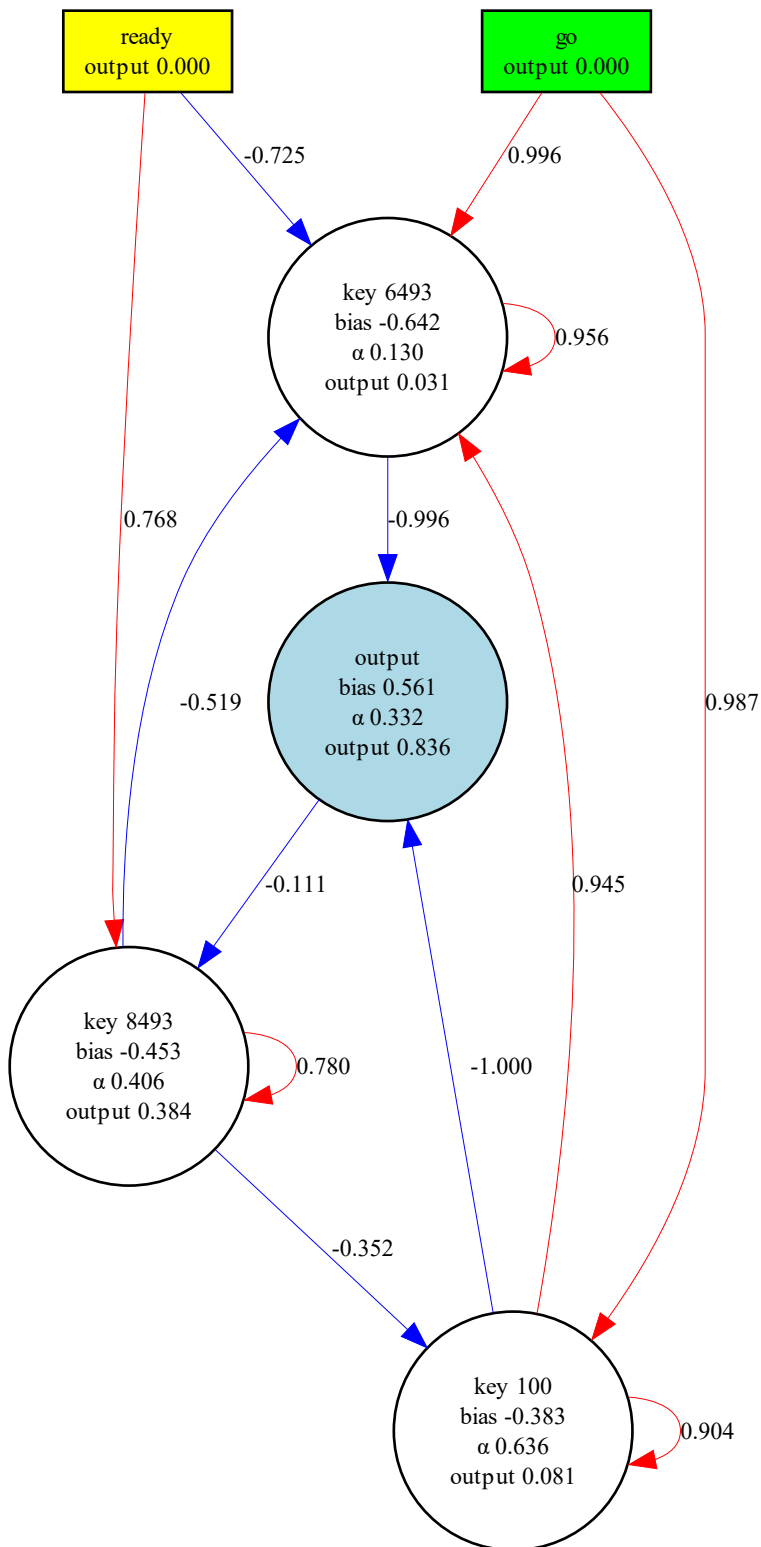 ready
output 0.000
go
output 0.000
-0.725
0.996
key 6493
bias -0.642
α 0.130
output 0.031
0.956
0.768
-0.996
-0.519
output
bias 0.561
α 0.332
output 0.836
0.987
-0.111
0.945
key 8493
bias -0.453
α 0.406
output 0.384
0.780
-1.000
-0.352
key 100
bias -0.383
α 0.636
output 0.081
0.904